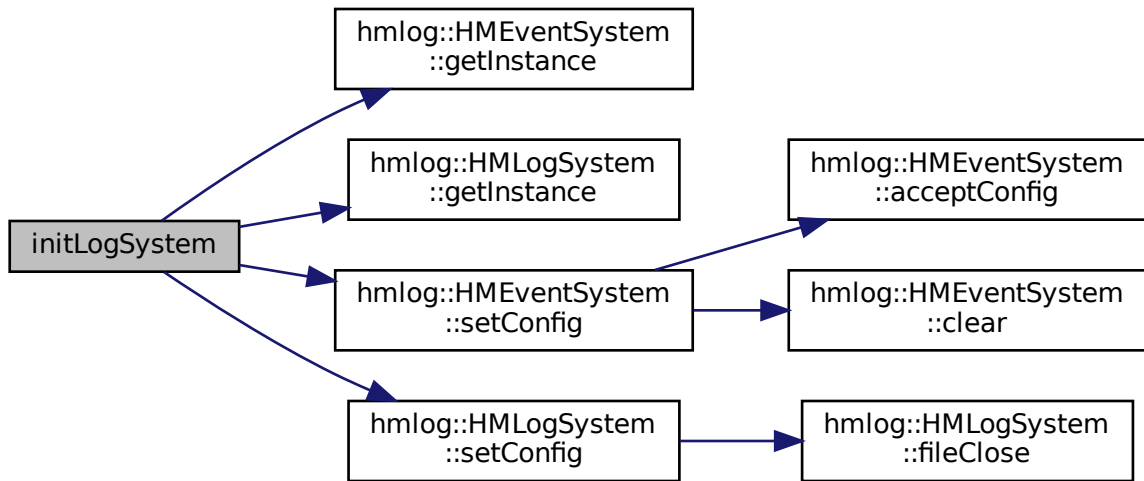 hmlog::HMEventSystem
::getInstance
hmlog::HMLogSystem
::getInstance
hmlog::HMEventSystem
::acceptConfig
initLogSystem
hmlog::HMEventSystem
::setConfig
hmlog::HMEventSystem
::clear
hmlog::HMLogSystem
::setConfig
hmlog::HMLogSystem
::fileClose